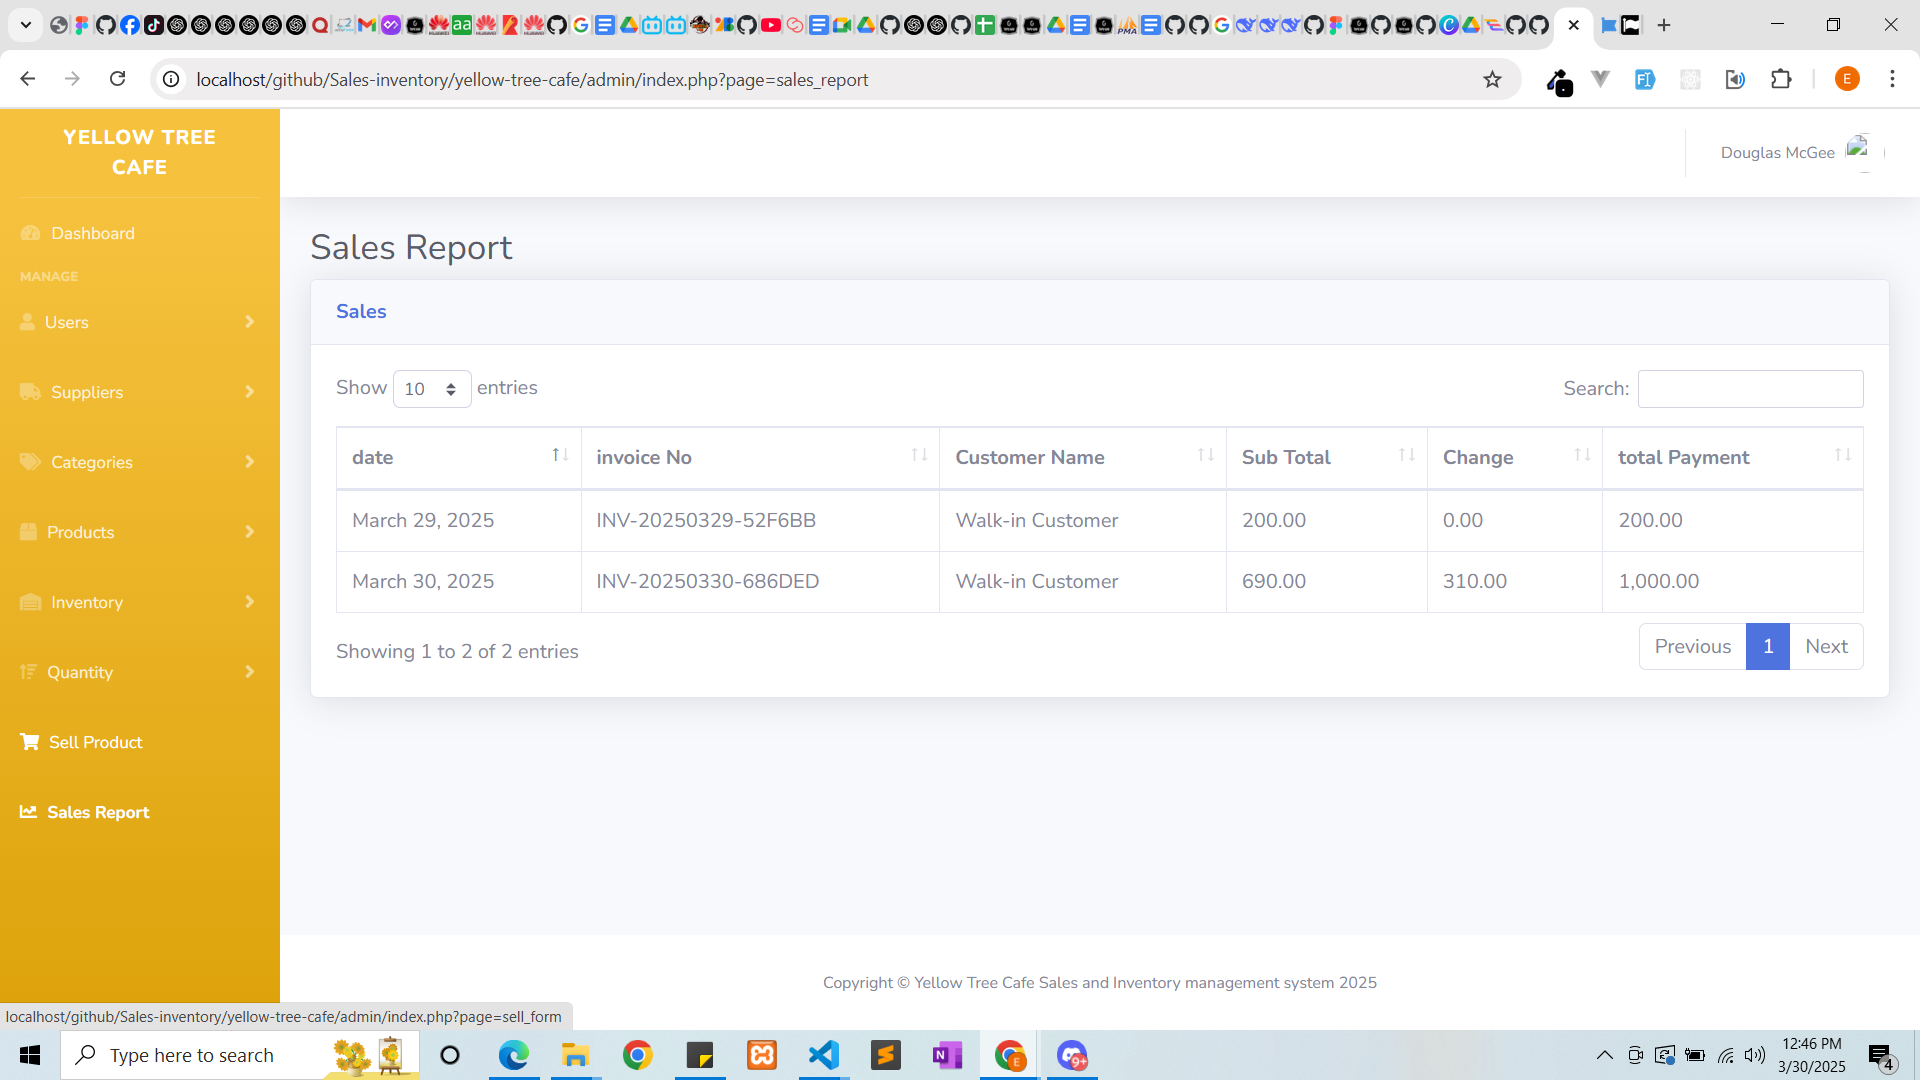 localhost/github/Sales-inventory/yellow-tree-cafe/admin/index.php?page=sales_report
E
YELLOW TREE
CAFE
Douglas McGee
Dashboard
MANAGE
Users
Suppliers
Categories
Products
Inventory
Quantity
Sell Product
Sales Report
Sales Report
Sales
Show 10 entries
Search:
date invoice No Customer Name Sub Total Change total Payment
March 29, 2025 INV-20250329-52F6BB Walk-in Customer 200.00 0.00 200.00
March 30, 2025 INV-20250330-686DED Walk-in Customer 690.00 310.00 1,000.00
Showing 1 to 2 of 2 entries
Previous 1 Next
Copyright © Yellow Tree Cafe Sales and Inventory management system 2025
localhost/github/Sales-inventory/yellow-tree-cafe/admin/index.php?page=sell_form
Type here to search
E
9+
12:46 PM
3/30/2025
4